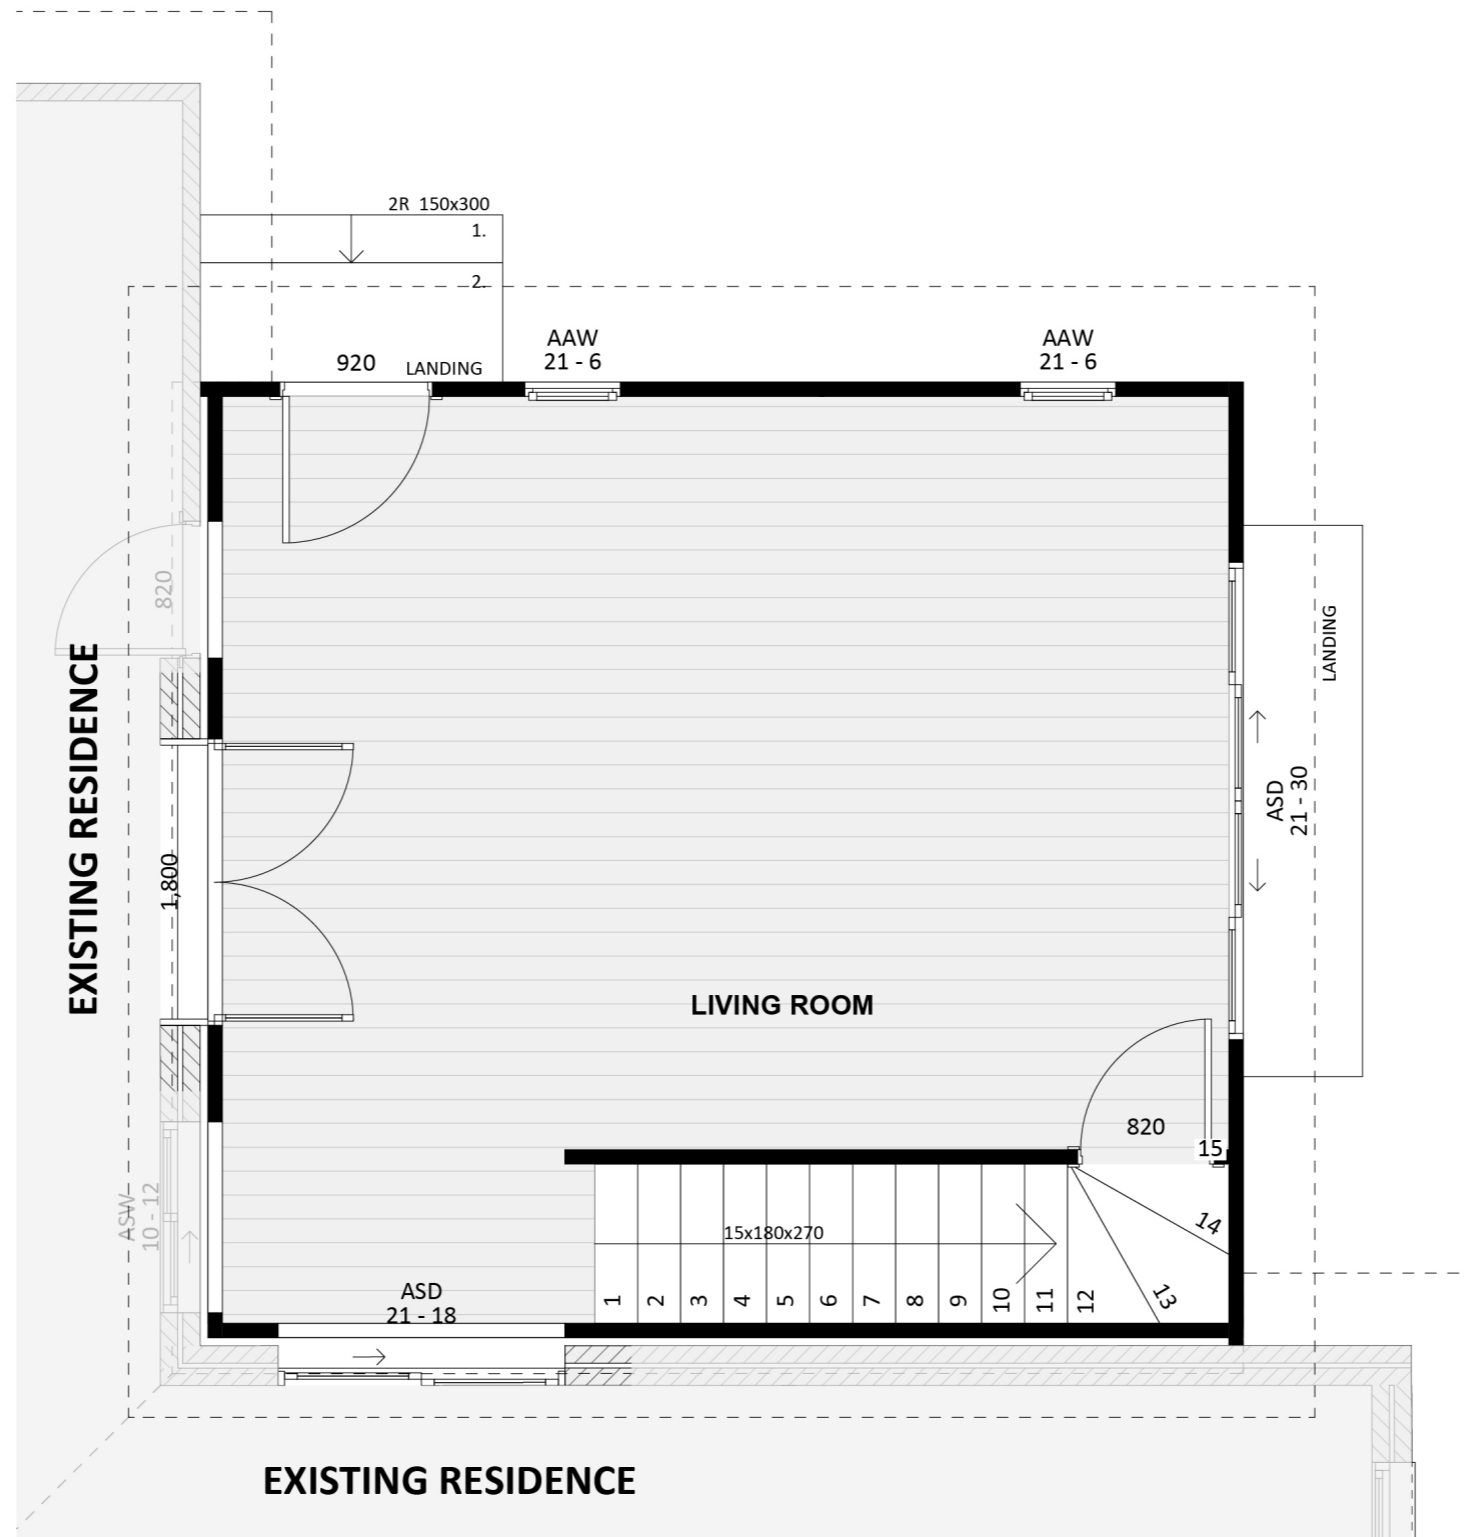 2R 150x300
1.
2.
AAW
21 - 6
AAW
21 - 6
920
LANDING
820
EXISTING RESIDENCE
LANDING
ASD
21 - 30
1,800
LIVING ROOM
820
15
ASW
10 - 12
14
15x180x270
ASD
21 - 18
1
2
3
4
5
6
7
8
9
10
11
12
13
EXISTING RESIDENCE